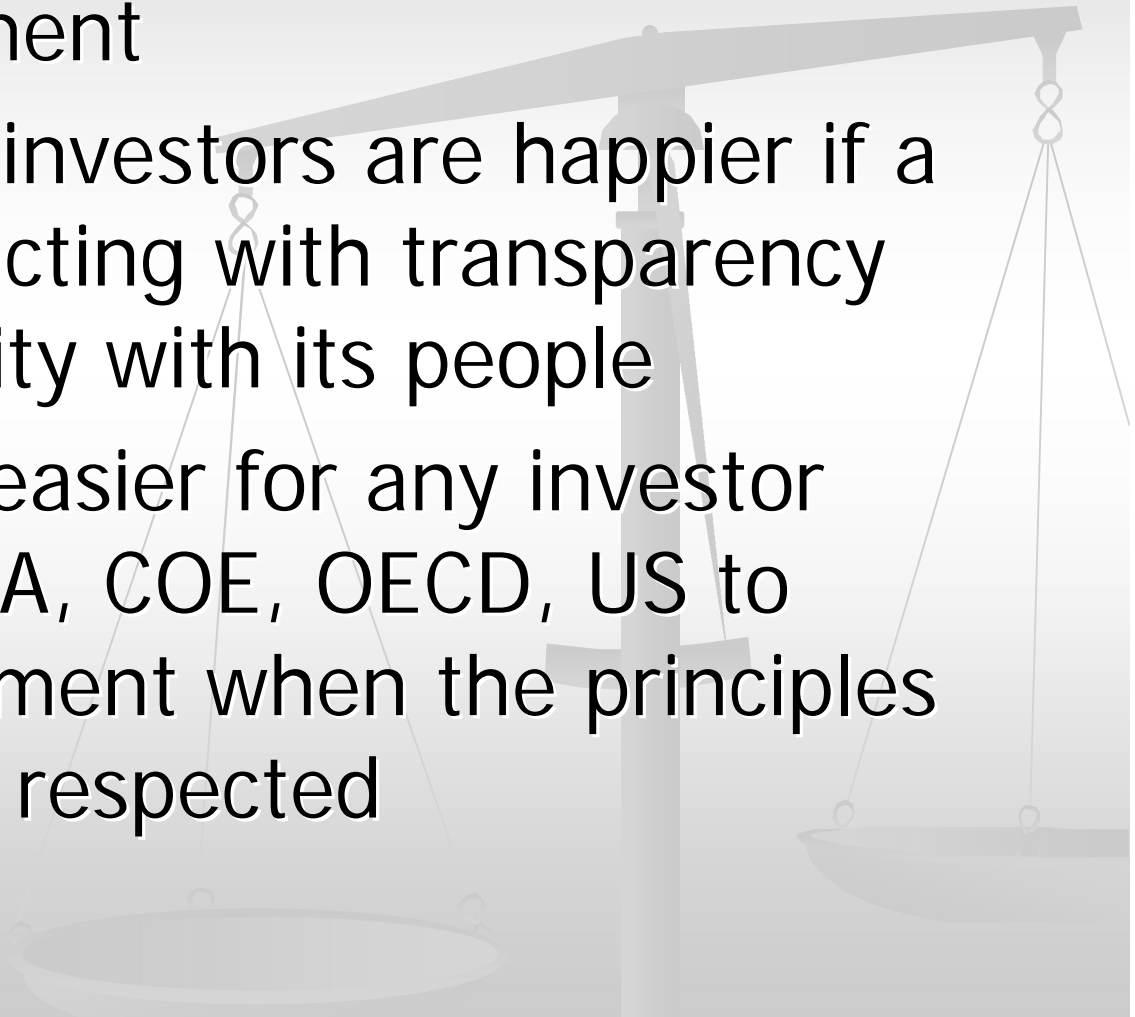 nent
investors are happier if a
cting with transparency
ity with its people
easier for any investor
A, COE, OECD, US to
ment when the principles
respected